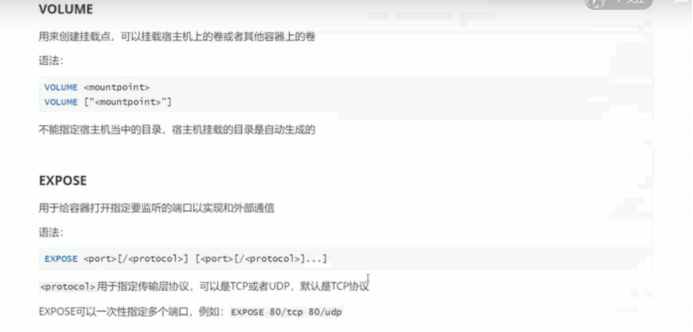 VOLUME
用来创建挂载点，可以挂载宿主机上的卷或者其他容器上的卷
语法：
VOLUME <mountpoint>
VOLUME ["<mountpoint>"]
不能指定宿主机当中的目录，宿主机挂载的目录是自动生成的
EXPOSE
用于给容器打开指定要监听的端口以实现和外部通信
语法：
EXPOSE <port>[/<protocol>] [<port>[/<protocol>]...]
<protocol>用于指定传输层协议，可以是TCP或者UDP，默认是TCP协议
EXPOSE可以一次性指定多个端口，例如：EXPOSE 80/tcp 80/udp